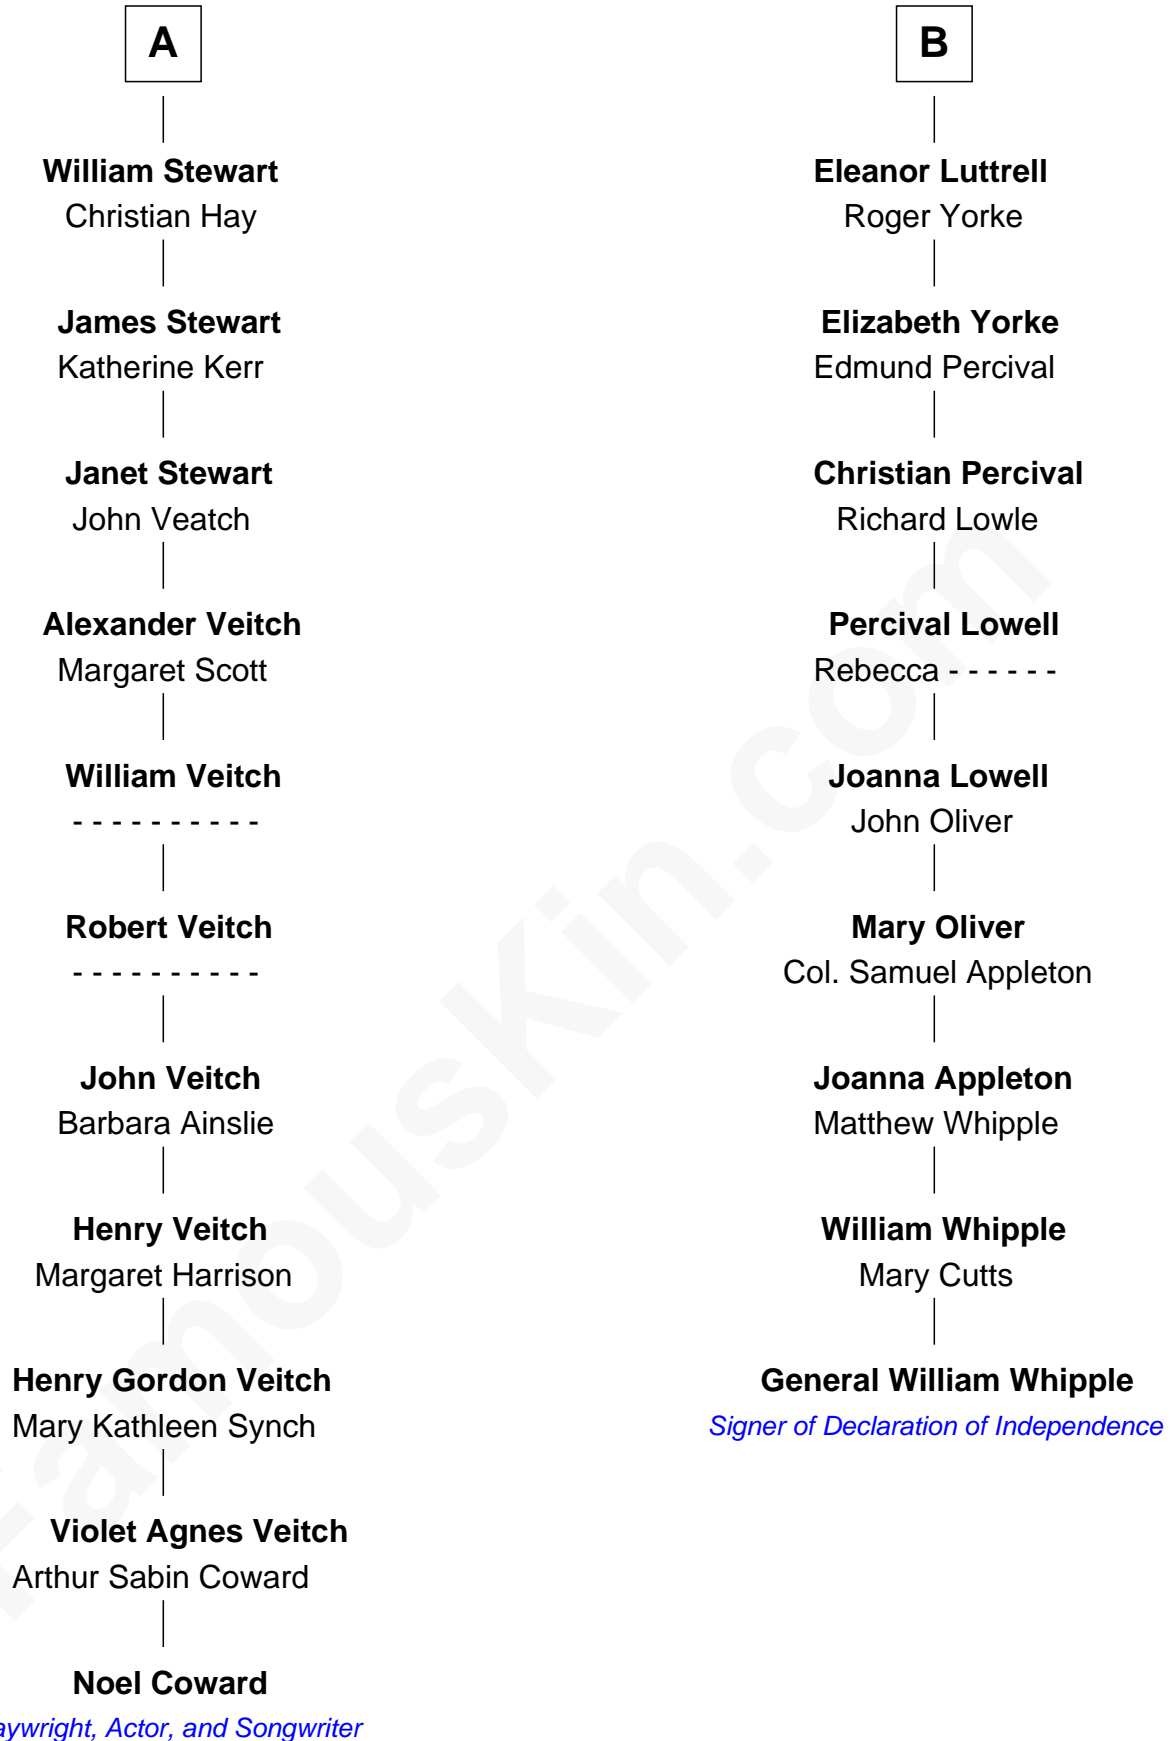 A
William Stewart
Christian Hay
James Stewart
Katherine Kerr
Janet Stewart
John Veatch
Alexander Veitch
Margaret Scott
William Veitch
- - - - - - - - - -
Robert Veitch
- - - - - - - - - -
John Veitch
Barbara Ainslie
Henry Veitch
Margaret Harrison
Henry Gordon Veitch
Mary Kathleen Synch
Violet Agnes Veitch
Arthur Sabin Coward
Noel Coward
aywright, Actor, and Songwriter
B
Eleanor Luttrell
Roger Yorke
Elizabeth Yorke
Edmund Percival
Christian Percival
Richard Lowle
Percival Lowell
Rebecca - - - - - -
Joanna Lowell
John Oliver
Mary Oliver
Col. Samuel Appleton
Joanna Appleton
Matthew Whipple
William Whipple
Mary Cutts
General William Whipple
Signer of Declaration of Independence
FamousKin.com